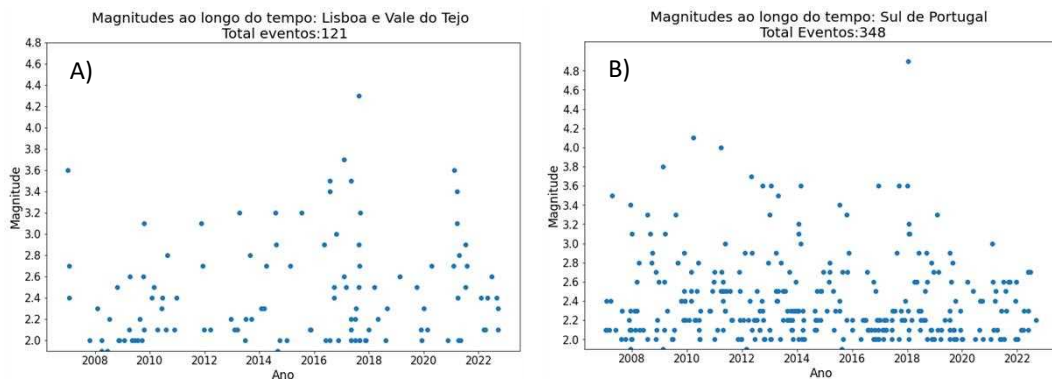 Magnitudes ao longo do tempo: Lisboa e Vale do Tejo
Total eventos:121
A)
4.8
4.6
4.4
4.2
4.0
3.8
3.6
3.4
3.2
3.0
2.8
2.6
2.4
2.2
2.0
Magnitude
2008 2010 2012 2014 2016 2018 2020 2022
Ano
Magnitudes ao longo do tempo: Sul de Portugal
Total Eventos:348
B)
4.8
4.6
4.4
4.2
4.0
3.8
3.6
3.4
3.2
3.0
2.8
2.6
2.4
2.2
2.0
Magnitude
2008 2010 2012 2014 2016 2018 2020 2022
Ano